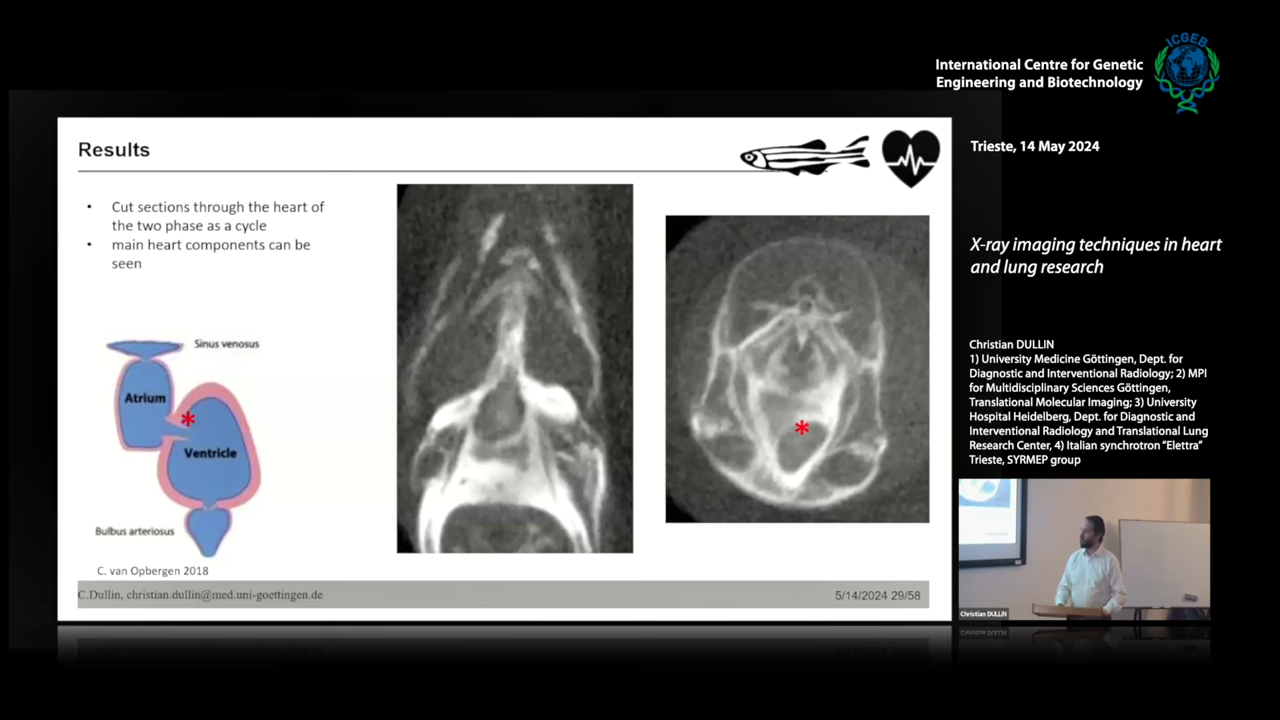 International Centre for Genetic
Engineering and Biotechnology
ICGEB
Trieste, 14 May 2024
X-ray imaging techniques in heart
and lung research
Christian DULLIN
1) University Medicine Göttingen, Dept. for
Diagnostic and Interventional Radiology; 2) MPI
for Multidisciplinary Sciences Göttingen,
Translational Molecular Imaging; 3) University
Hospital Heidelberg, Dept. for Diagnostic and
Interventional Radiology and Translational Lung
Research Center, 4) Italian synchrotron “Elettra”
Trieste, SYRMEP group
Results
• Cut sections through the heart of
the two phase as a cycle
• main heart components can be
seen
Sinus venosus
Atrium
*
Ventricle
Bulbus arteriosus
C. van Opbergen 2018
*
C.Dullin, christian.dullin@med.uni-goettingen.de
5/14/2024 29/58
Christian DULLIN